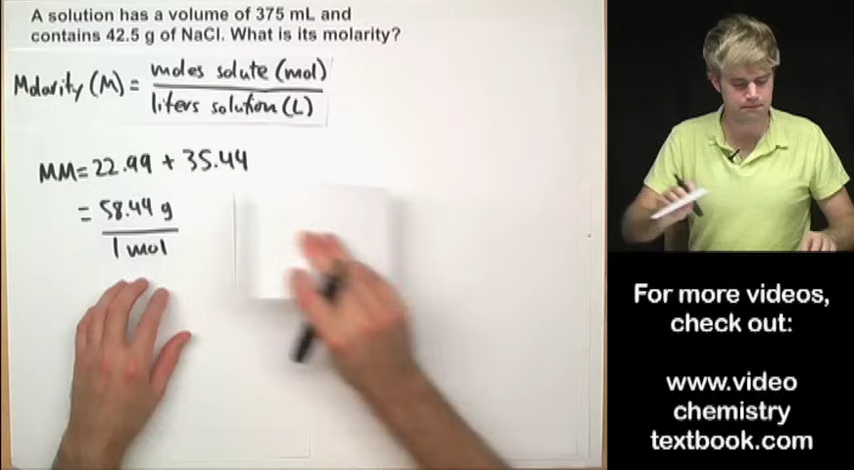 A solution has a volume of 375 mL and
contains 42.5 g of NaCl. What is its molarity?
Molarity (M) = moles solute (mol)
liters solution (L)
MM = 22.99 + 35.44
= 58.44 g
1 mol
For more videos,
check out:
www.video
chemistry
textbook.com